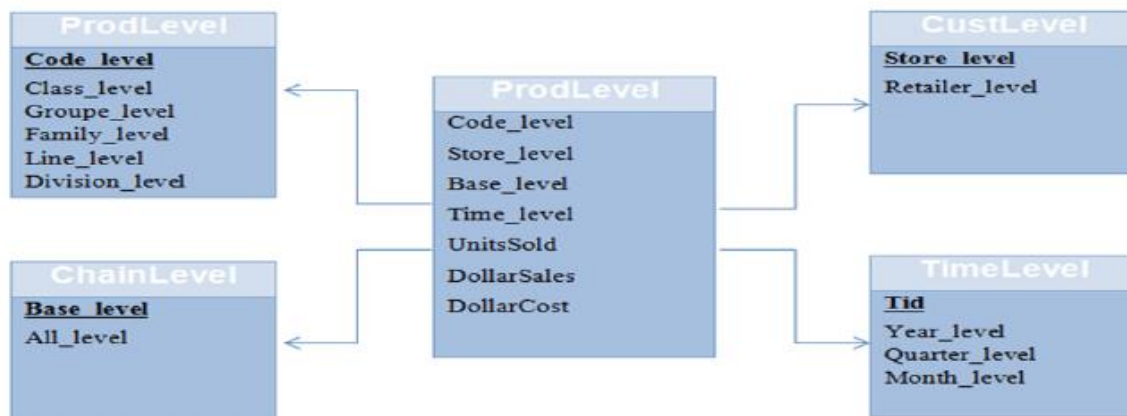 ProdLevel
Code_level
Class_level
Groupe_level
Family_level
Line_level
Division_level
ChainLevel
Base_level
All_level
ProdLevel
Code_level
Store_level
Base_level
Time_level
UnitsSold
DollarSales
DollarCost
CustLevel
Store_level
Retailer_level
TimeLevel
Tid
Year_level
Quarter_level
Month_level